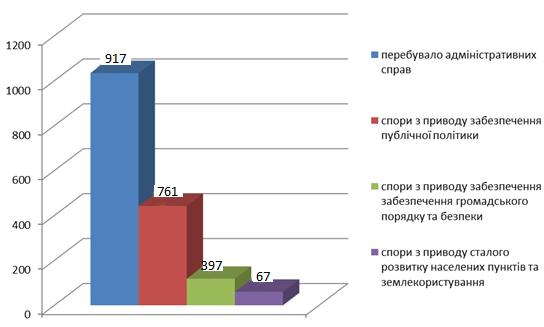 1200
1000
800
600
400
200
0
917
761
397
67
перебувало адміністративних
справ
спори з приводу забезпечення
публічної політики
спори з приводу забезпечення
забезпечення громадського
порядку та безпеки
спори з приводу сталого
розвитку населених пунктів та
землекористування